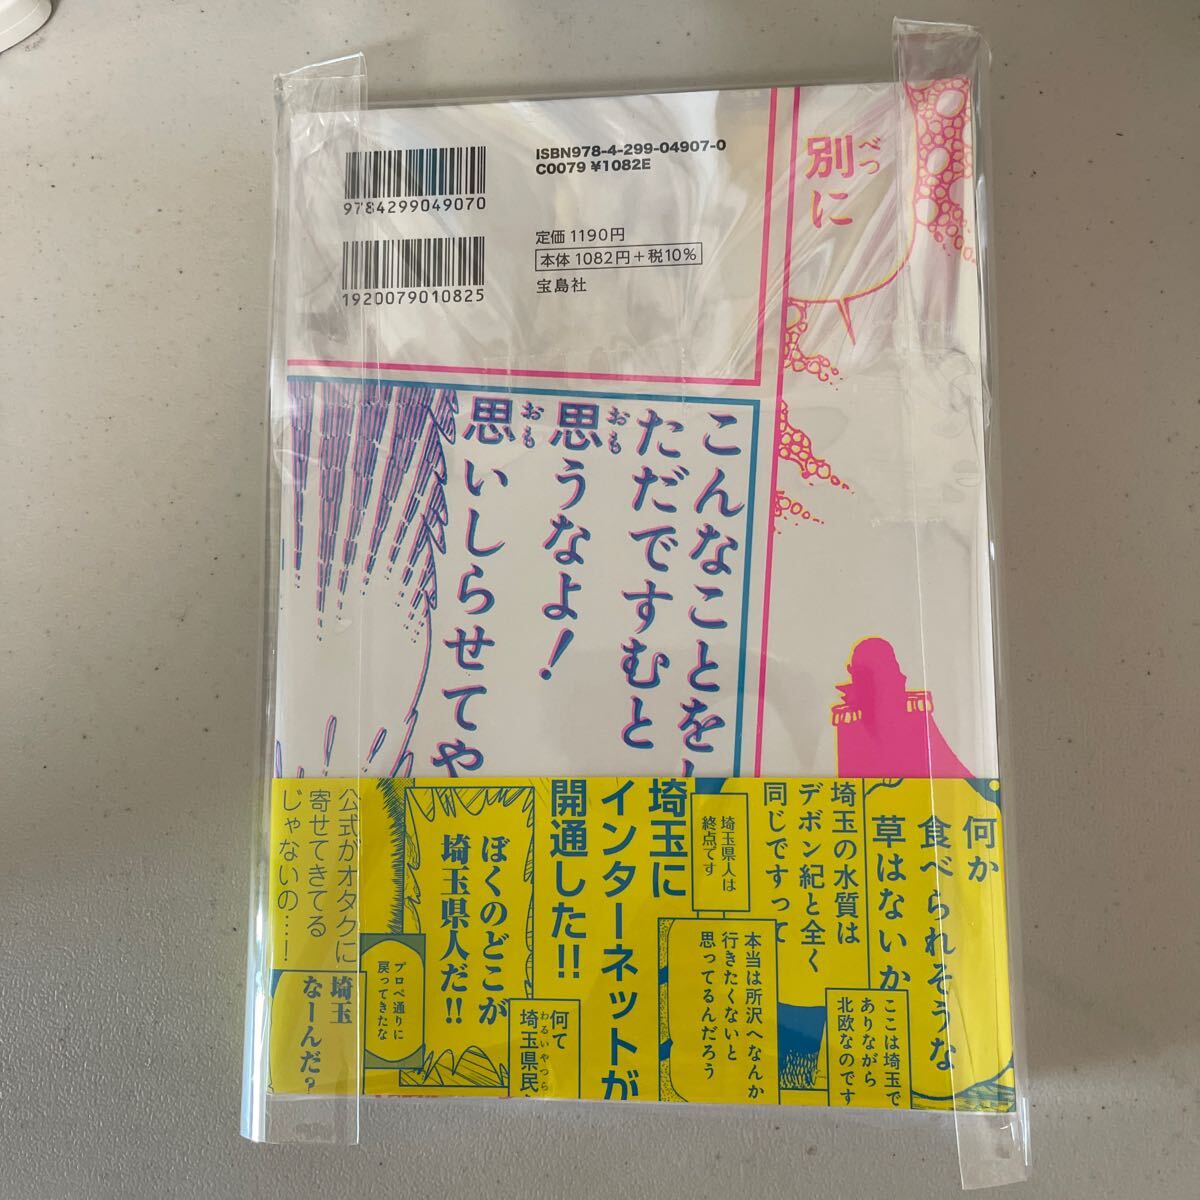 ISBN978-4-299-04907-0
C0079 ¥1082E
9784299049070
定価 1190円
本体 1082円+税10%
宝島社
1920079010825
別に
べつ
こんなことをし
ただですむと
思うなよ!
おも
思いしらせてや
おも
何か
食べられそうな
草はないか
埼玉の水質は
デボン紀と全く
同じですって
埼玉県人は
終点です
埼玉に
インターネットが
開通した!!
ぼくのどこが
埼玉県人だ!!
公式がオタクに
寄せてきてる
じゃないの…!
ここは埼玉で
ありながら
北欧なのです
本当は所沢へなんか
行きたくないと
思ってるんだろう
何て
わるいやつら
埼玉県民
プロペ通りに
戻ってきたな
埼玉
なーんだ?